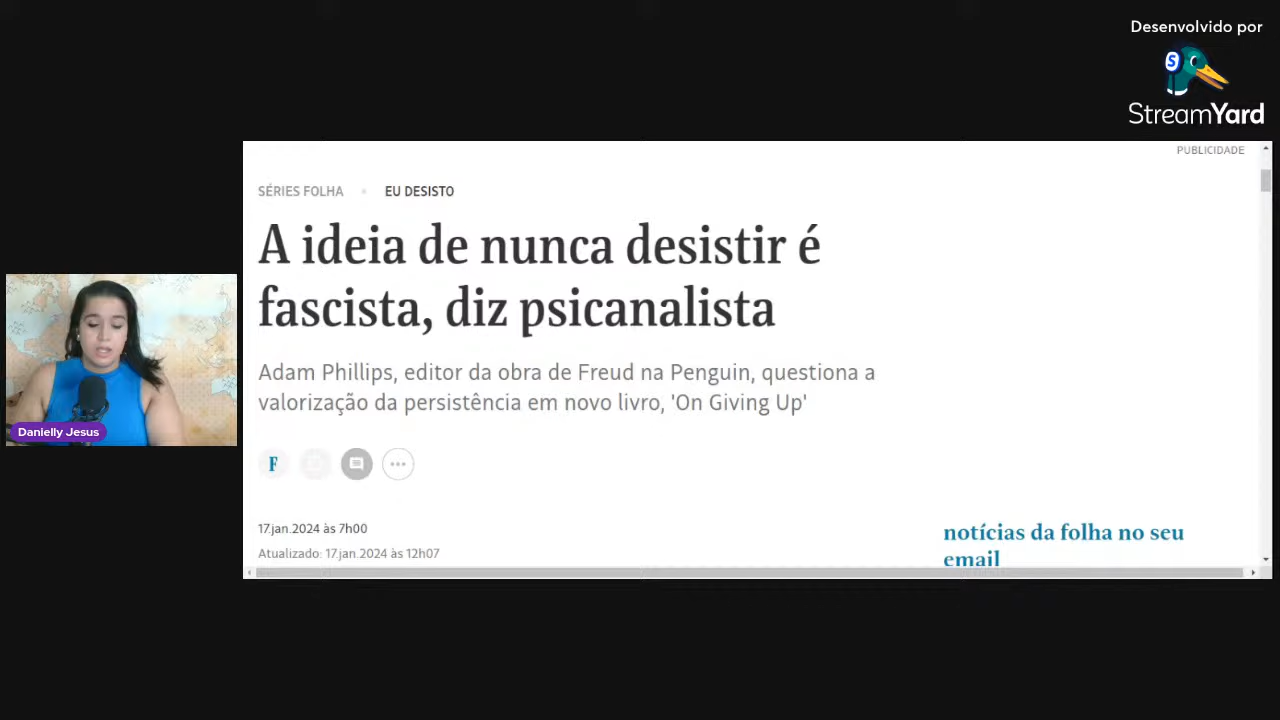 Desenvolvido por
StreamYard
PUBLICIDADE
SÉRIES FOLHA EU DESISTO
A ideia de nunca desistir é
fascista, diz psicanalista
Adam Phillips, editor da obra de Freud na Penguin, questiona a
valorização da persistência em novo livro, 'On Giving Up'
F
17.jan.2024 às 7h00
Atualizado: 17.jan.2024 às 12h07
notícias da folha no seu
email
Danielly Jesus